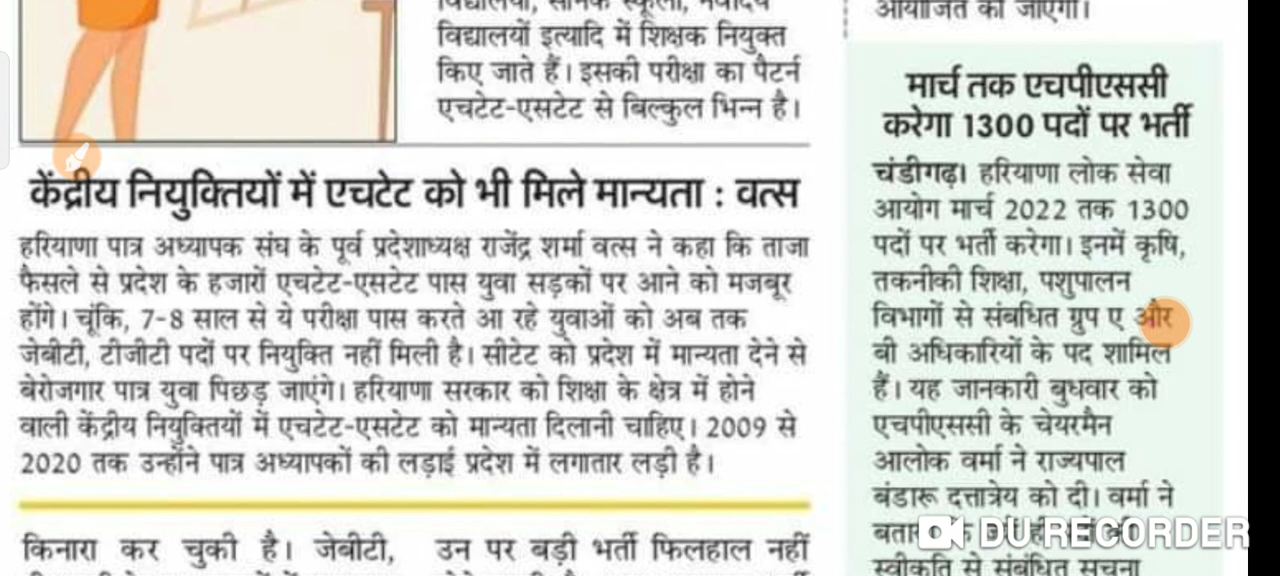 विद्यालयों इत्यादि में शिक्षक नियुक्त
किए जाते हैं। इसकी परीक्षा का पैटर्न
एचटेट-एसटेट से बिल्कुल भिन्न है।
केंद्रीय नियुक्तियों में एचटेट को भी मिले मान्यता : वत्स
हरियाणा पात्र अध्यापक संघ के पूर्व प्रदेशाध्यक्ष राजेंद्र शर्मा वत्स ने कहा कि ताजा
फैसले से प्रदेश के हजारों एचटेट-एसटेट पास युवा सड़कों पर आने को मजबूर
होंगे। चूंकि, 7-8 साल से ये परीक्षा पास करते आ रहे युवाओं को अब तक
जेबीटी, टीजीटी पदों पर नियुक्ति नहीं मिली है। सीटेट को प्रदेश में मान्यता देने से
बेरोजगार पात्र युवा पिछड़ जाएंगे। हरियाणा सरकार को शिक्षा के क्षेत्र में होने
वाली केंद्रीय नियुक्तियों में एचटेट-एसटेट को मान्यता दिलानी चाहिए। 2009 से
2020 तक उन्होंने पात्र अध्यापकों की लड़ाई प्रदेश में लगातार लड़ी है।
किनारा कर चुकी है। जेबीटी,
उन पर बड़ी भर्ती फिलहाल नहीं
आयोजित की जाएगी।
मार्च तक एचपीएससी
करेगा 1300 पदों पर भर्ती
चंडीगढ़। हरियाणा लोक सेवा
आयोग मार्च 2022 तक 1300
पदों पर भर्ती करेगा। इनमें कृषि,
तकनीकी शिक्षा, पशुपालन
विभागों से संबंधित ग्रुप ए और
बी अधिकारियों के पद शामिल
हैं। यह जानकारी बुधवार को
एचपीएससी के चेयरमैन
आलोक वर्मा ने राज्यपाल
बंडारू दत्तात्रेय को दी। वर्मा ने
स्वीकृति से संबंधित सूचना
DU RECORDER